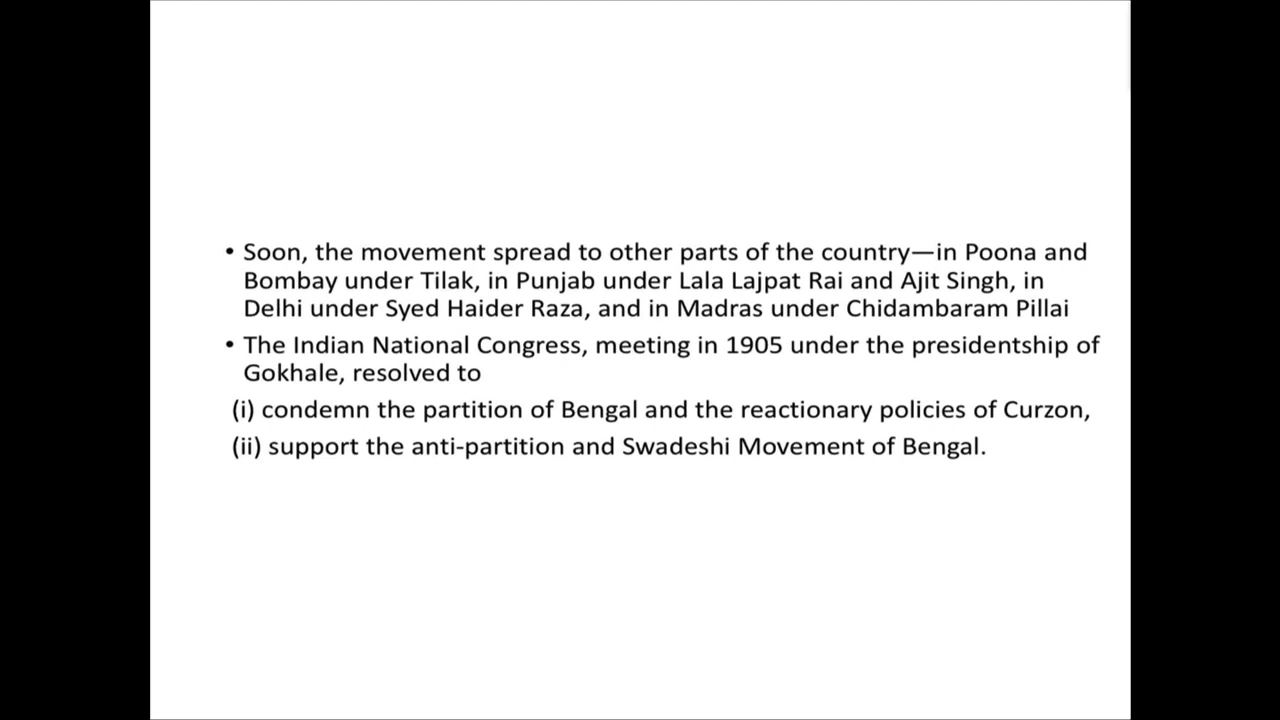 • Soon, the movement spread to other parts of the country—in Poona and
Bombay under Tilak, in Punjab under Lala Lajpat Rai and Ajit Singh, in
Delhi under Syed Haider Raza, and in Madras under Chidambaram Pillai
• The Indian National Congress, meeting in 1905 under the presidentship of
Gokhale, resolved to
(i) condemn the partition of Bengal and the reactionary policies of Curzon,
(ii) support the anti-partition and Swadeshi Movement of Bengal.